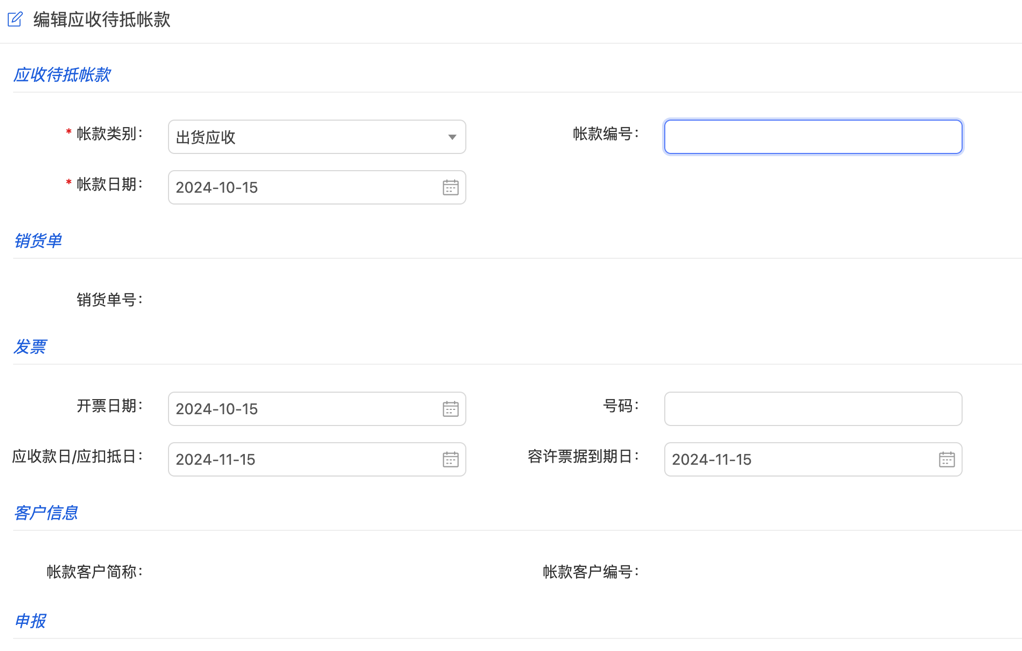 编辑应收待抵帐款
应收待抵帐款
* 帐款类别： 出货应收 帐款编号：
* 帐款日期： 2024-10-15
销货单
销货单号：
发票
开票日期： 2024-10-15 号码：
应收款日/应扣抵日： 2024-11-15 容许票据到期日： 2024-11-15
客户信息
帐款客户简称： 帐款客户编号：
申报